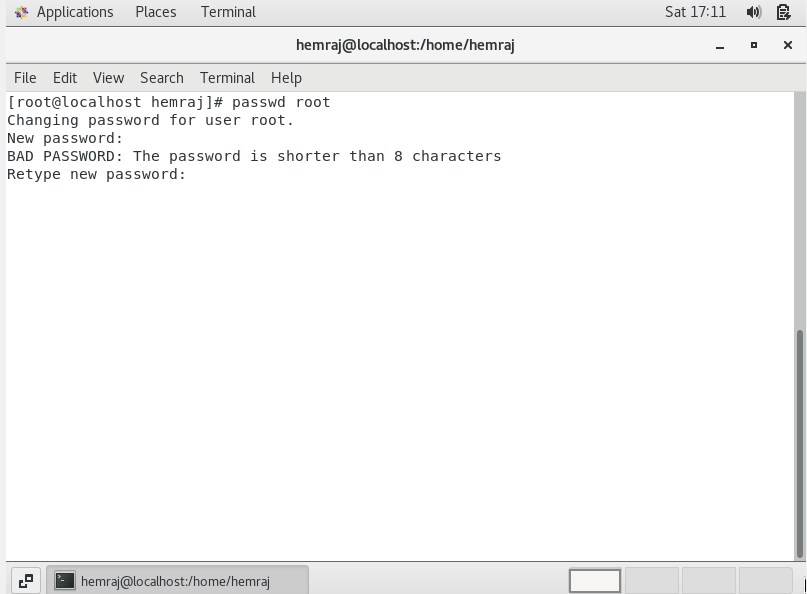 Applications Places Terminal Sat 17:11
hemraj@localhost:/home/hemraj
File Edit View Search Terminal Help
[root@localhost hemraj]# passwd root
Changing password for user root.
New password:
BAD PASSWORD: The password is shorter than 8 characters
Retype new password:
hemraj@localhost:/home/hemraj